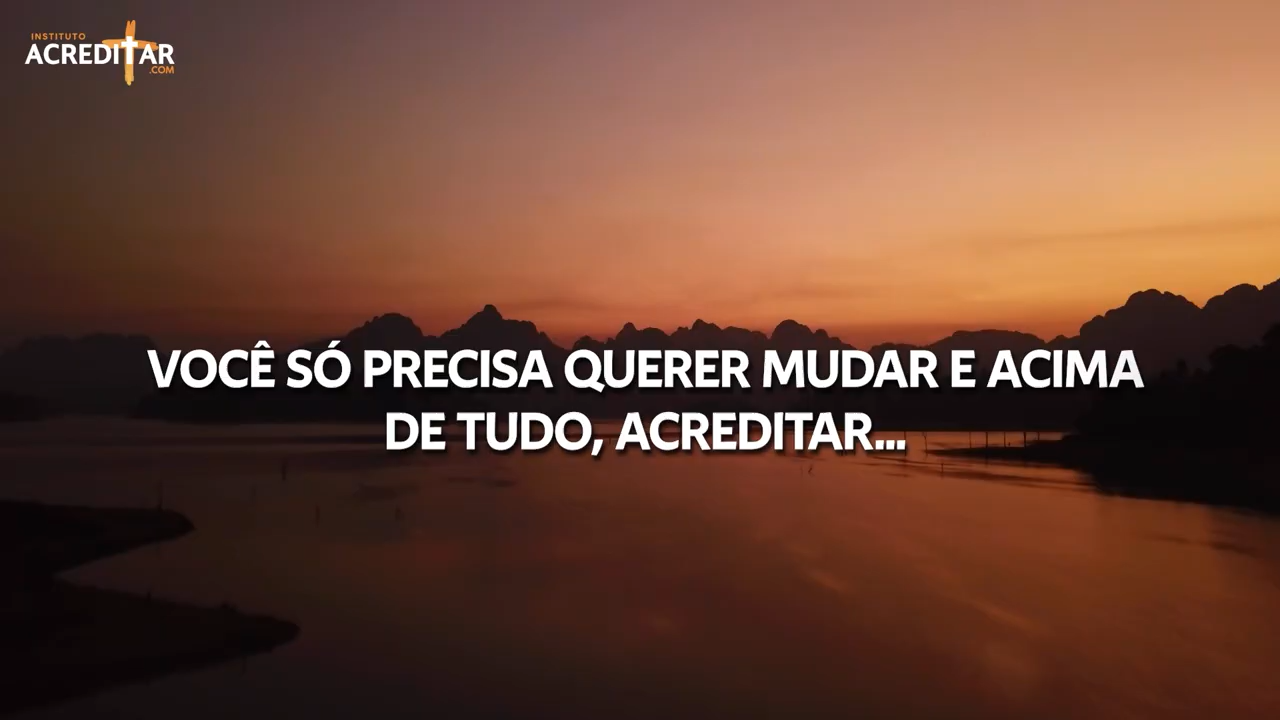 INSTITUTO
ACREDITAR
.COM
VOCÊ SÓ PRECISA QUERER MUDAR E ACIMA
DE TUDO, ACREDITAR...